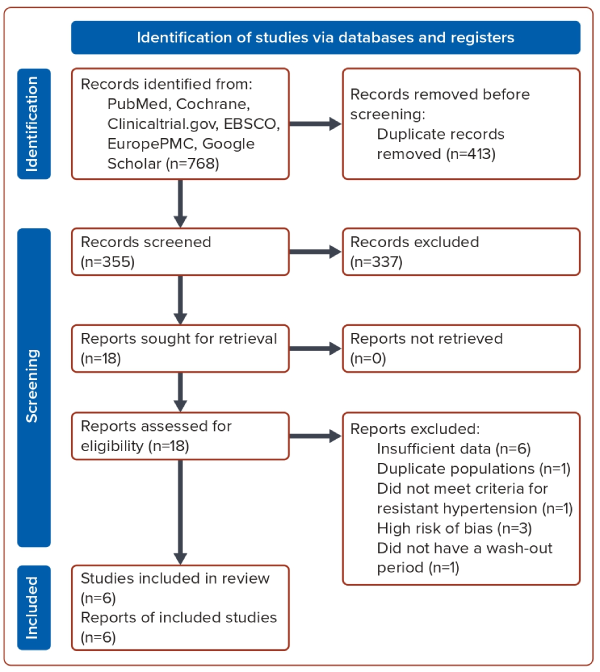 Identification of studies via databases and registers
Identification
Records identified from:
PubMed, Cochrane,
Clinicaltrial.gov, EBSCO,
EuropePMC, Google
Scholar (n=768)
Records removed before
screening:
Duplicate records
removed (n=413)
Screening
Records screened
(n=355)
Records excluded
(n=337)
Reports sought for retrieval
(n=18)
Reports not retrieved
(n=0)
Reports assessed for
eligibility (n=18)
Reports excluded:
Insufficient data (n=6)
Duplicate populations (n=1)
Did not meet criteria for
resistant hypertension (n=1)
High risk of bias (n=3)
Did not have a wash-out
period (n=1)
Included
Studies included in review
(n=6)
Reports of included studies
(n=6)